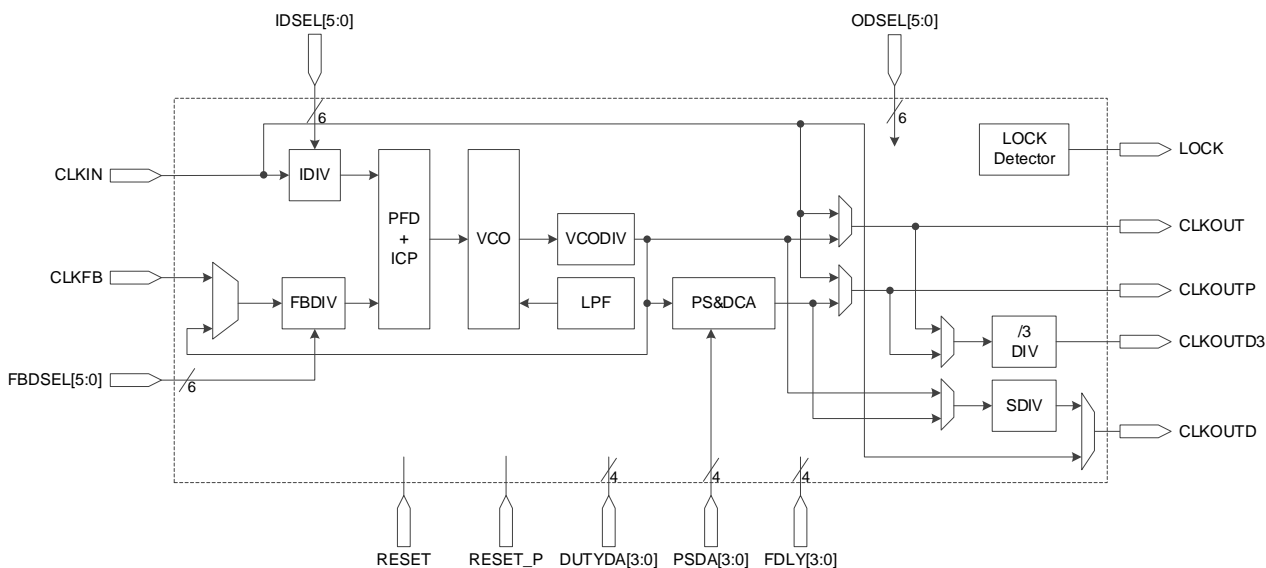 IDSEL[5:0]
ODSEL[5:0]
6
6
LOCK
Detector
LOCK
CLKIN
IDIV
PFD
+
ICP
VCO
VCODIV
CLKOUT
CLKFB
FBDIV
LPF
PS&DCA
CLKOUTP
/3
DIV
CLKOUTD3
FBDSEL[5:0]
6
SDIV
CLKOUTD
4
4
4
RESET
RESET_P
DUTYDA[3:0]
PSDA[3:0]
FDLY[3:0]